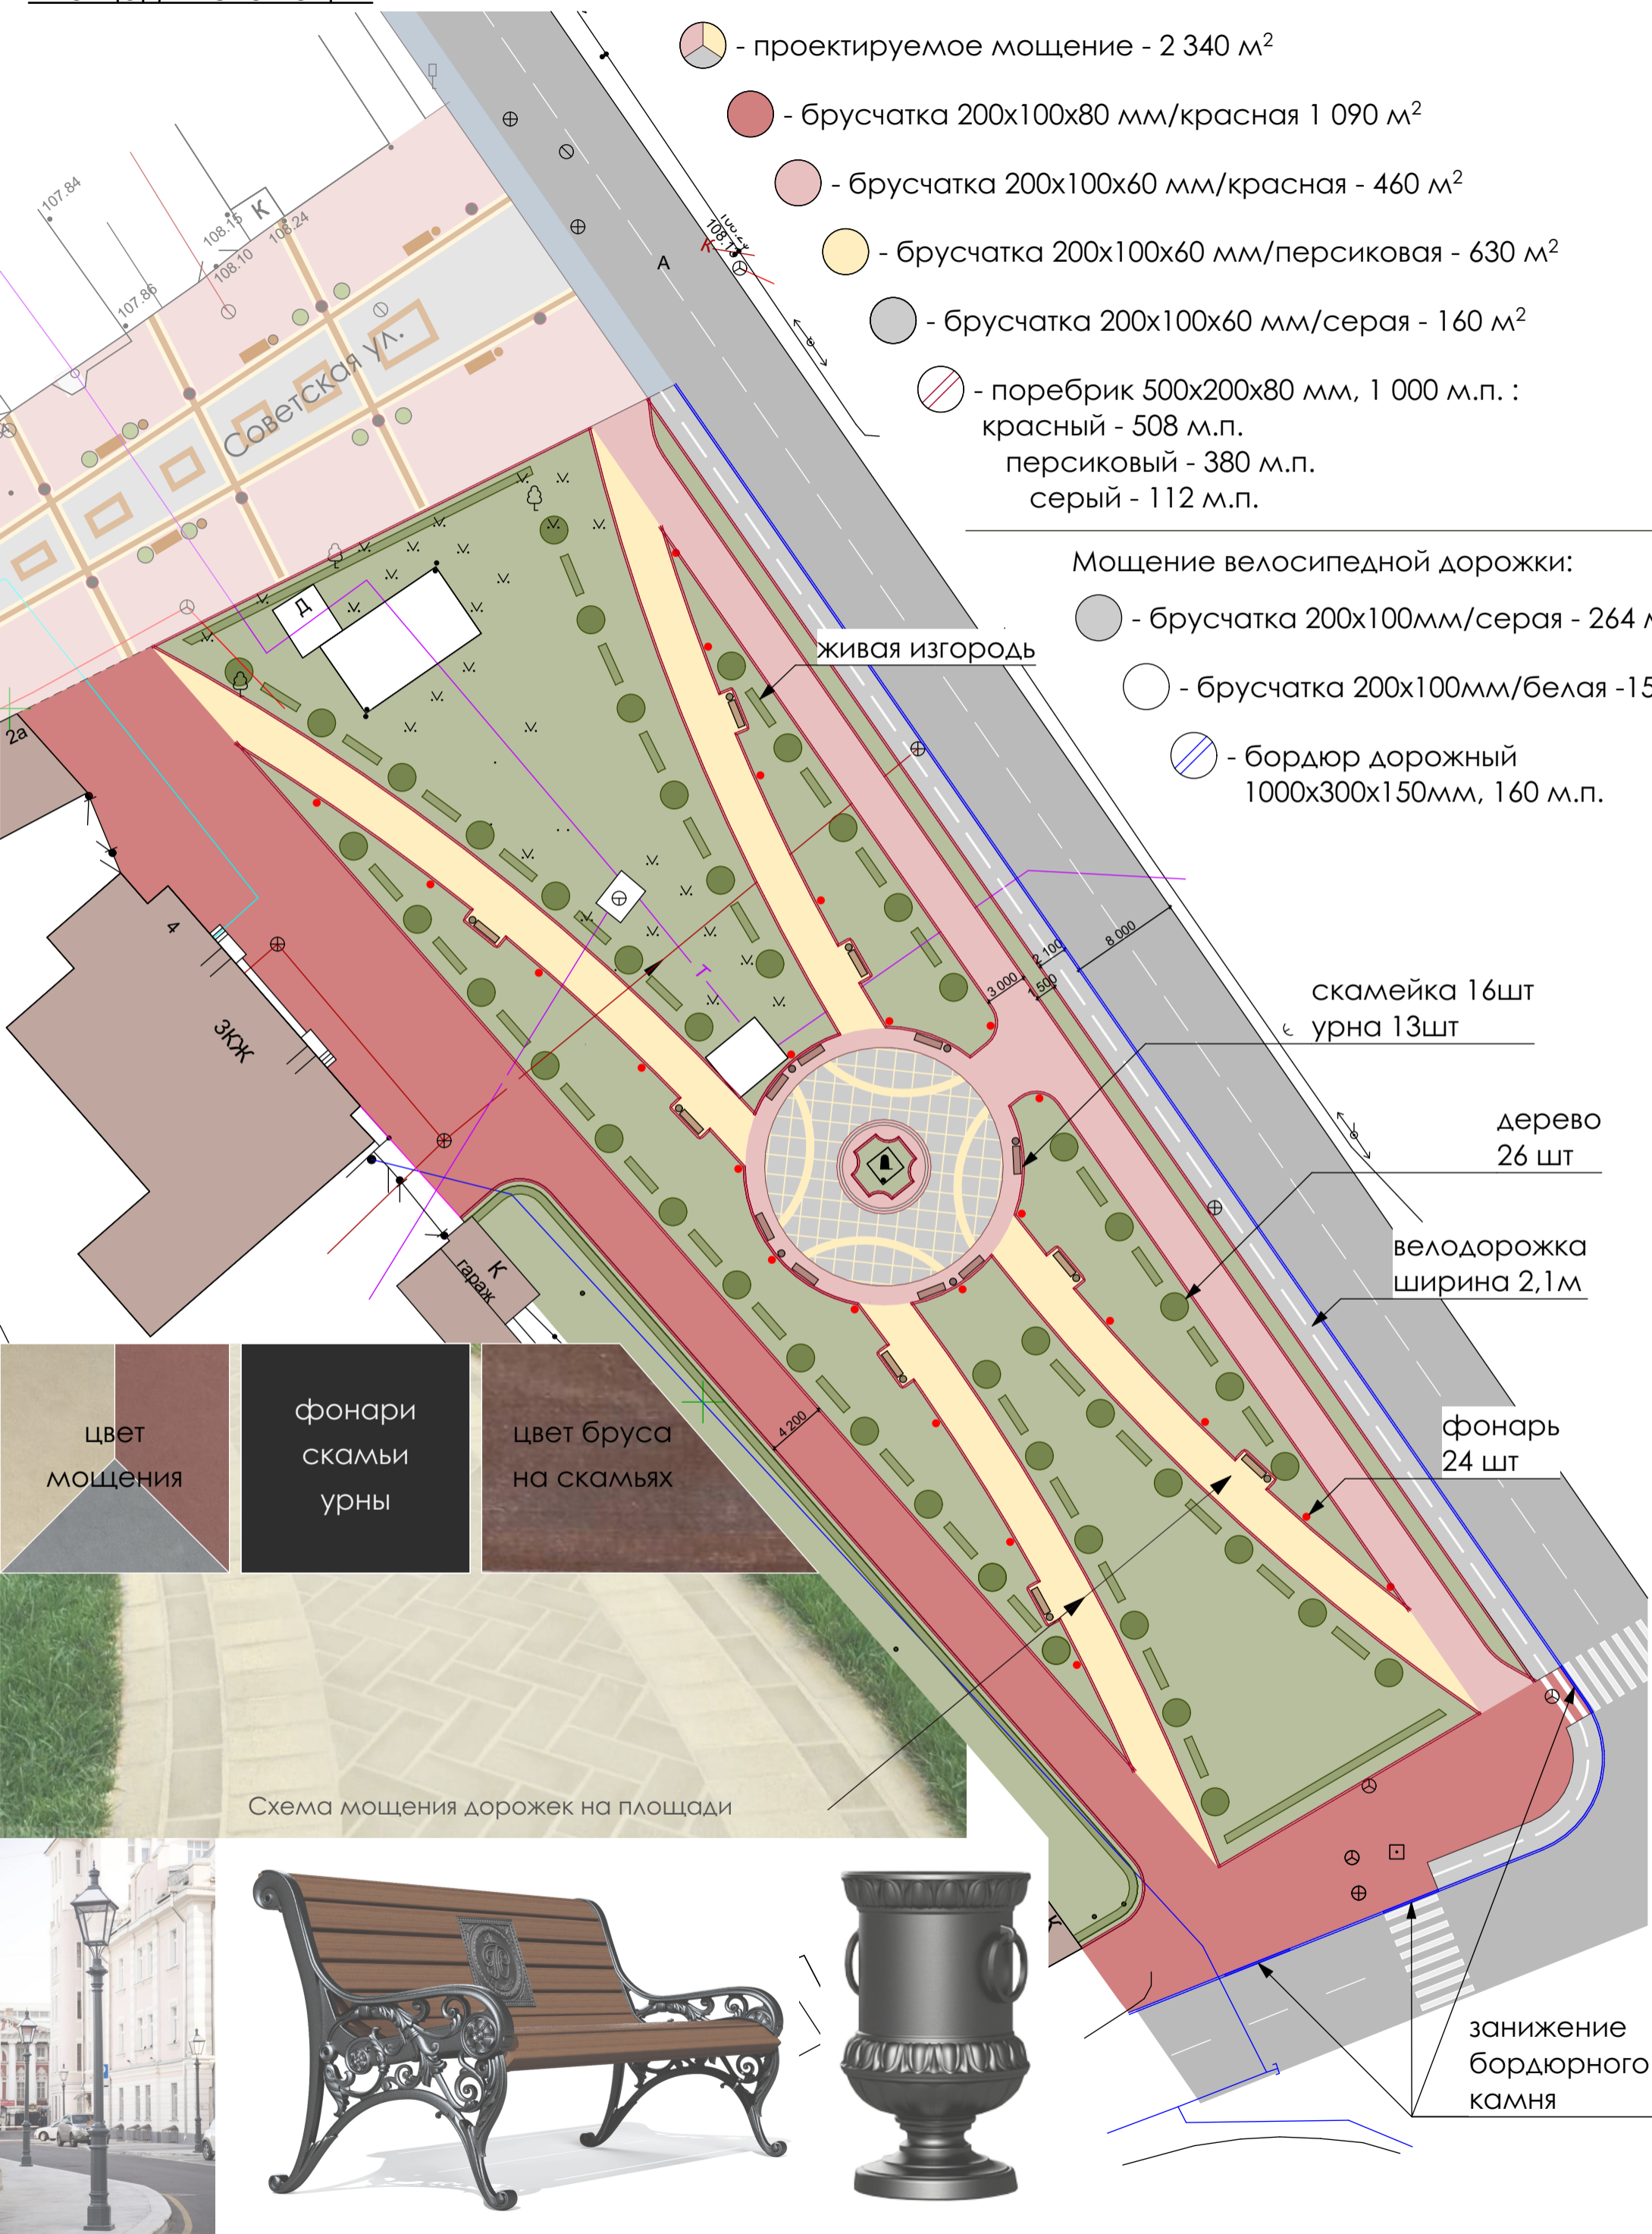 - проектируемое мощение - 2 340 м²
- брусчатка 200х100х80 мм/красная 1 090 м²
- брусчатка 200х100х60 мм/красная - 460 м²
- брусчатка 200х100х60 мм/персиковая - 630 м²
- брусчатка 200х100х60 мм/серая - 160 м²
- поребрик 500х200х80 мм, 1 000 м.п. :
красный - 508 м.п.
персиковый - 380 м.п.
серый - 112 м.п.
Мощение велосипедной дорожки:
- брусчатка 200х100мм/серая - 264
- брусчатка 200х100мм/белая -15
- бордюр дорожный
1000х300х150мм, 160 м.п.
107.84
108.15
К
108.24
108.10
107.86
Советская ул.
А
К
Д
живая изгородь
2а
4
3КЖ
Т
3 000
1 500
2 100
8 000
скамейка 16шт
урна 13шт
дерево
26 шт
велодорожка
ширина 2,1м
фонарь
24 шт
К
гараж
4 200
цвет
мощения
фонари
скамьи
урны
цвет бруса
на скамьях
Схема мощения дорожек на площади
К
занижение
бордюрного
камня